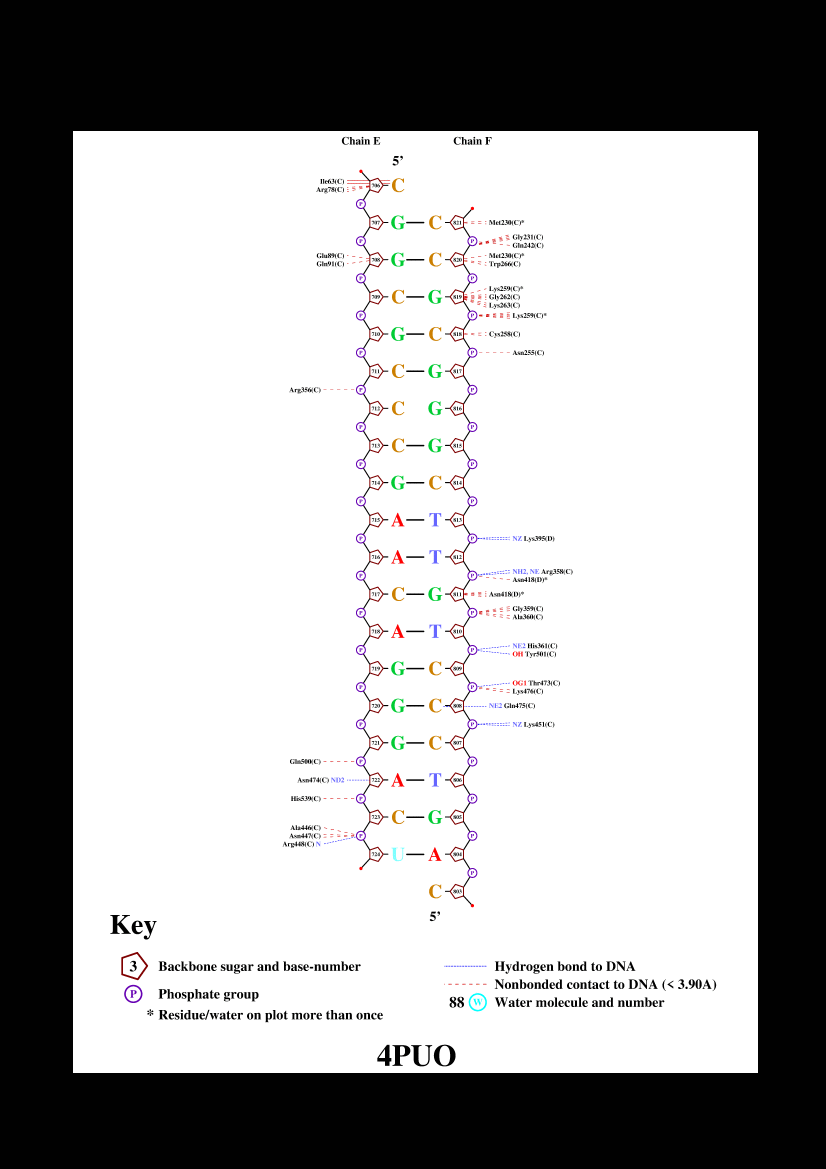 Chain E Chain F
5’
Ile63(C)
Arg78(C) 706 C
P
707 G C 821 Met230(C)*
P P Gly231(C)
Gln242(C)
Glu89(C) 708 G C 820 Met230(C)*
Gln91(C) Trp266(C)
P P
709 C G 819 Lys259(C)*
Gly262(C)
Lys263(C)
P P Lys259(C)*
710 G C 818 Cys258(C)
P P Asn255(C)
711 C G 817
Arg356(C) P P
712 C G 816
P P
713 C G 815
P P
714 G C 814
P P
715 A T 813
P P NZ Lys395(D)
716 A T 812
P P NH2, NE Arg358(C)
Asn418(D)*
717 C G 811 Asn418(D)*
P P Gly359(C)
Ala360(C)
718 A T 810
P P NE2 His361(C)
OH Tyr501(C)
719 G C 809
P P OG1 Thr473(C)
Lys476(C)
720 G C 808 NE2 Gln475(C)
P P NZ Lys451(C)
721 G C 807
Gln500(C) P P
Asn474(C) ND2 722 A T 806
His539(C) P P
723 C G 805
Ala446(C)
Asn447(C) P P
Arg448(C) N
724 U A 804
P
C 803
5’
Key
3 Backbone sugar and base-number
P Phosphate group
* Residue/water on plot more than once
Hydrogen bond to DNA
Nonbonded contact to DNA (< 3.90A)
88 W Water molecule and number
4PUO